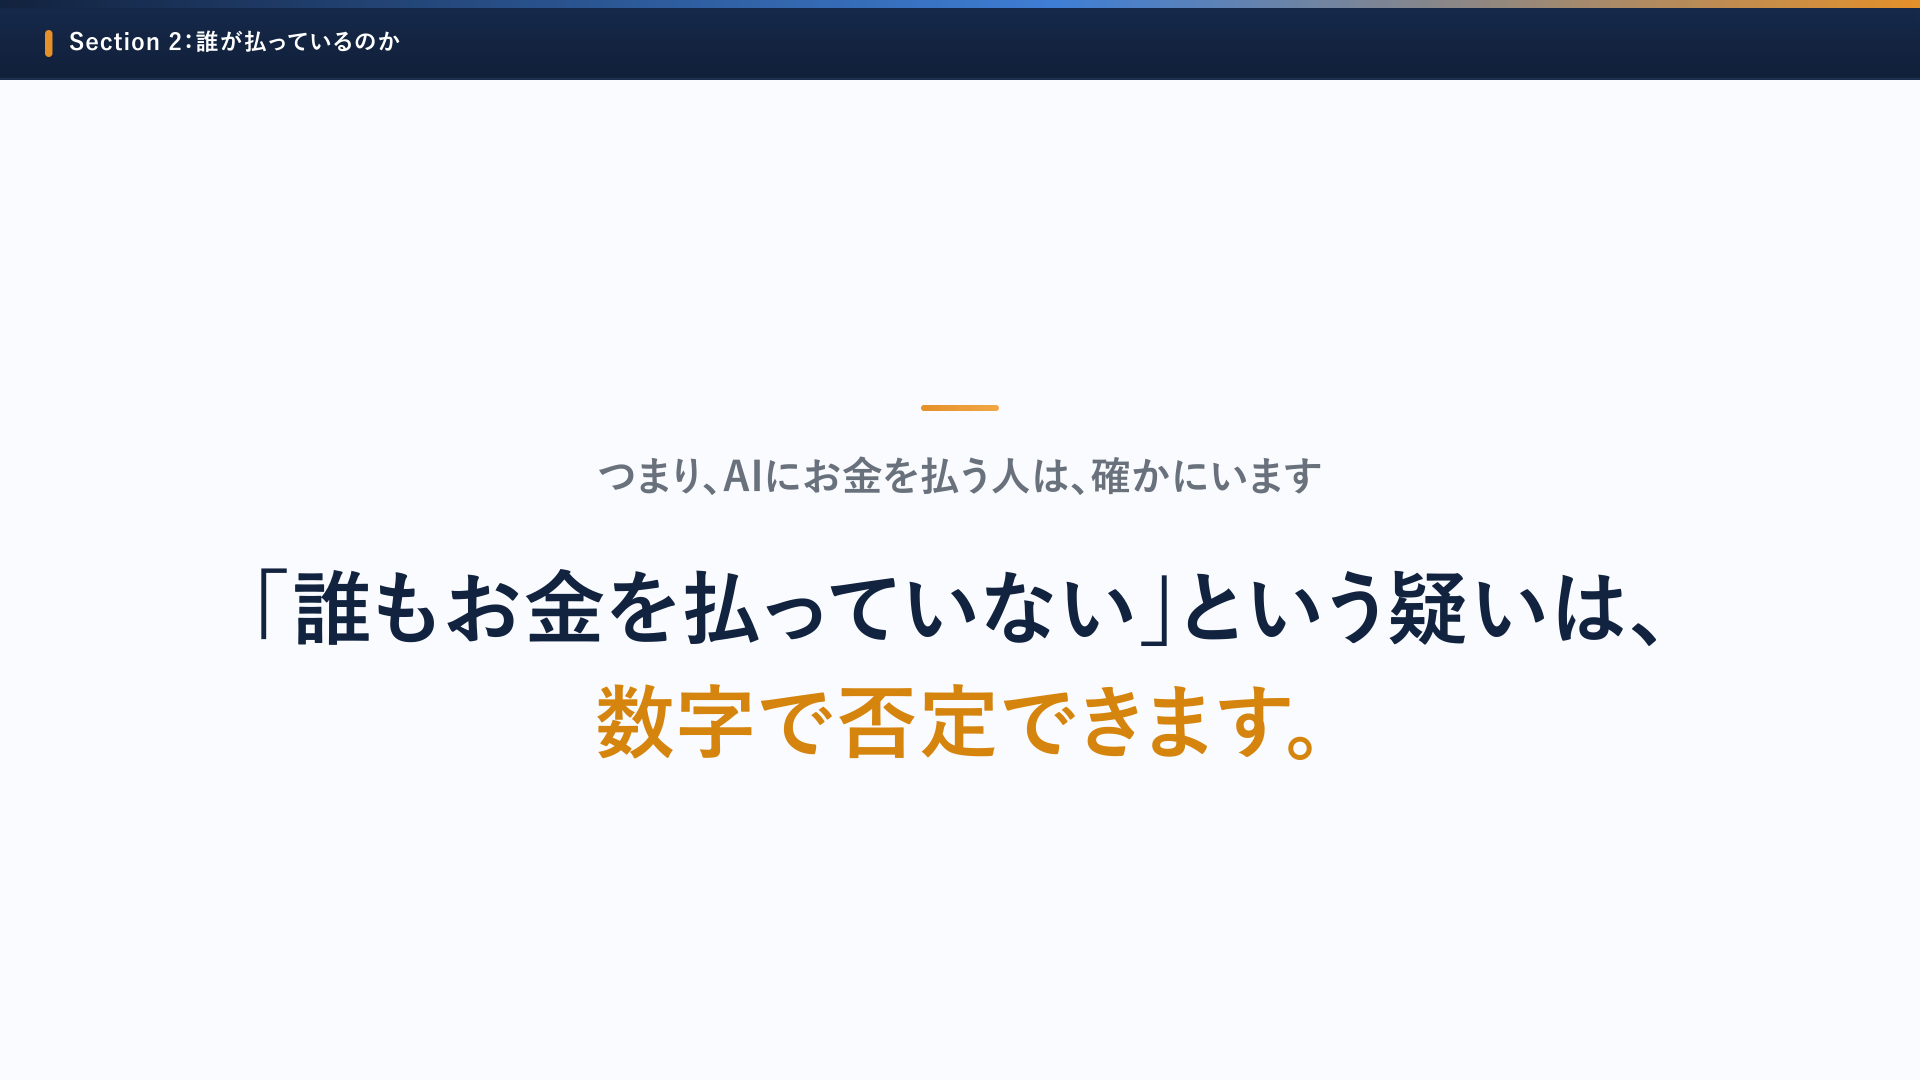 Section 2：誰が払っているのか
つまり、AIにお金を払う人は、確かにいます
「誰もお金を払っていない」という疑いは、
数字で否定できます。